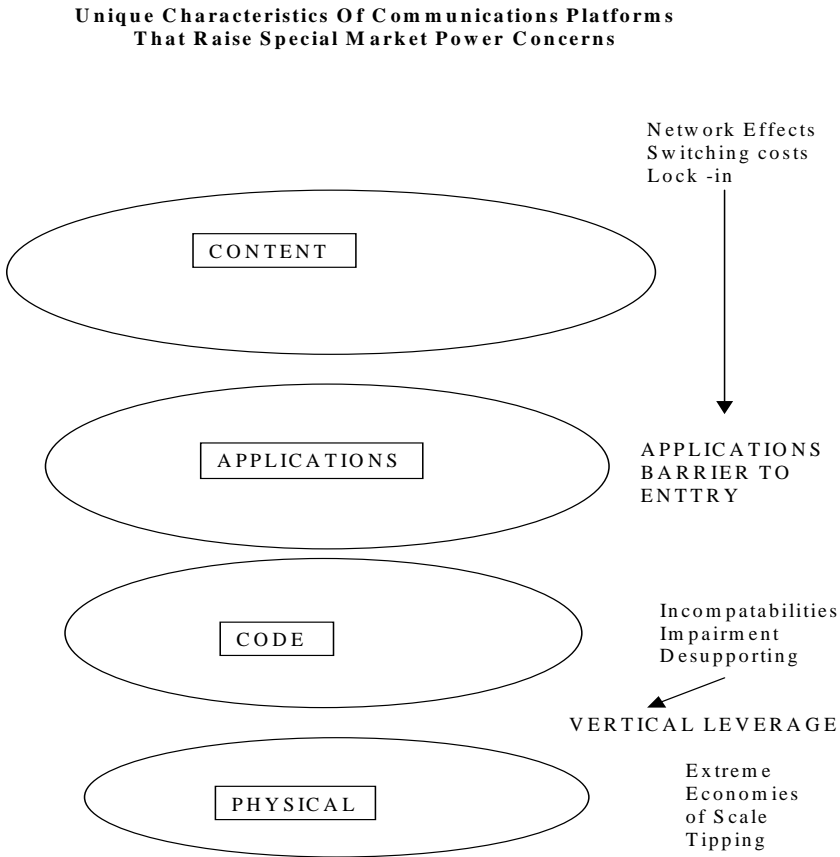 Unique Characteristics Of Communications Platforms
That Raise Special Market Power Concerns
Network Effects
Switching costs
Lock -in
CONTENT
APPLICATIONS
APPLICATIONS
BARRIER TO
ENTTRY
Incompatabilities
Impairment
Desupporting
CODE
VERTICAL LEVERAGE
Extreme
Economies
of Scale
Tipping
PHYSICAL